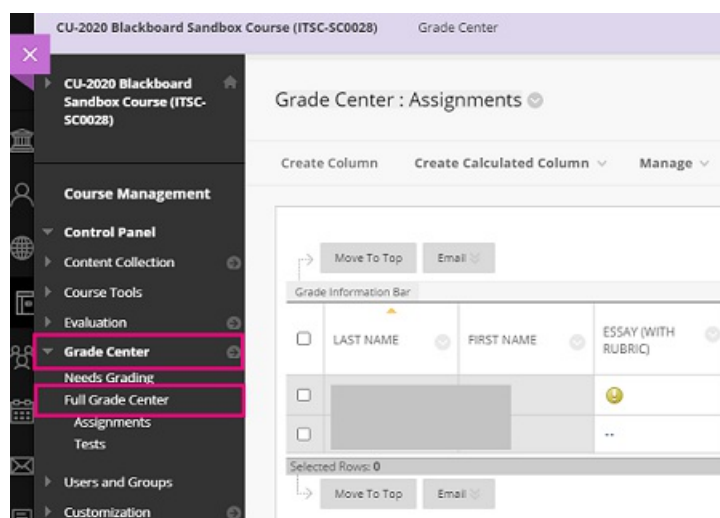 CU-2020 Blackboard Sandbox Course (ITSC-SC0028) Grade Center
CU-2020 Blackboard
Sandbox Course (ITSC-
SC0028)
Course Management
Control Panel
Content Collection
Course Tools
Evaluation
Grade Center
Needs Grading
Full Grade Center
Assignments
Tests
Users and Groups
Customization
Grade Center : Assignments
Create Column Create Calculated Column Manage
Move To Top Email
Grade Information Bar
LAST NAME FIRST NAME ESSAY (WITH
RUBRIC)
--
Selected Rows: 0
Move To Top Email